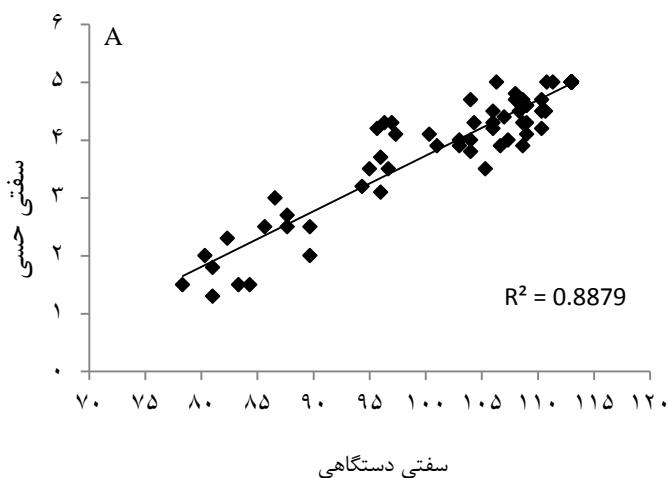 A
۶
۵
۴
۳
۲
۱
۰
سفتی حسی
R² = 0.8879
۷۰ ۷۵ ۸۰ ۸۵ ۹۰ ۹۵ ۱۰۰ ۱۰۵ ۱۱۰ ۱۱۵ ۱۲۰
سفتی دستگاهی